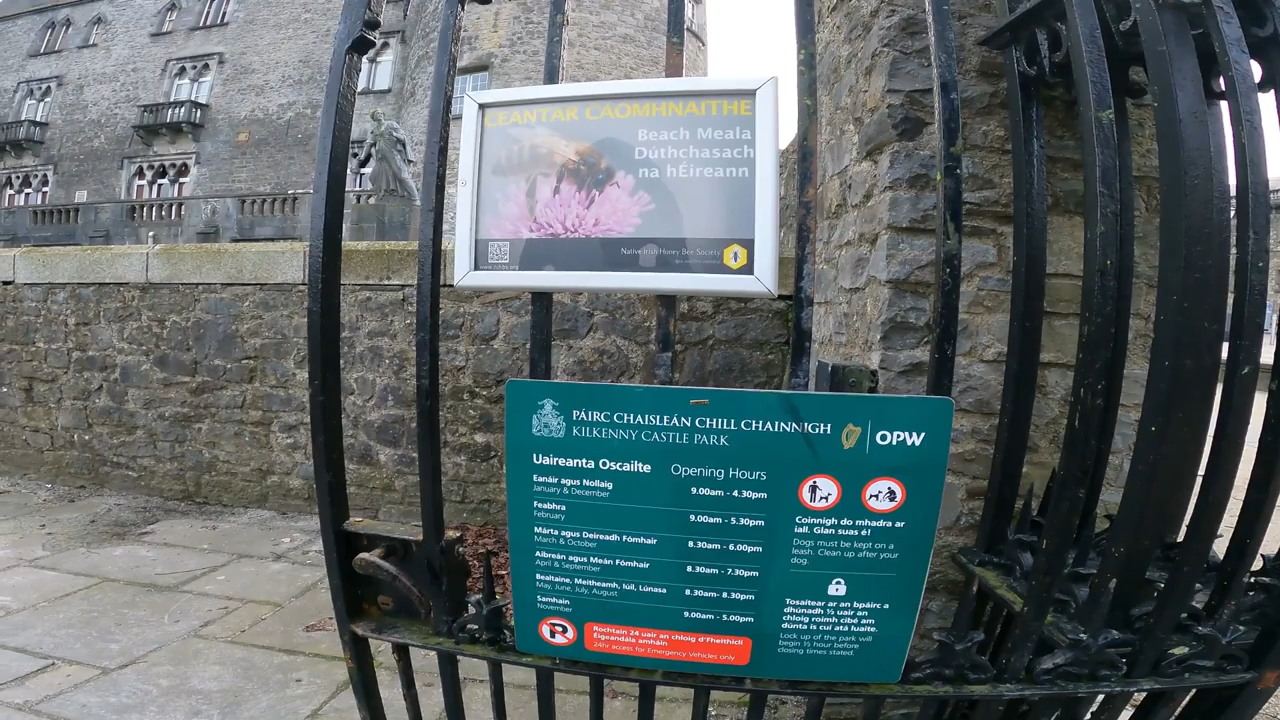 CEANTAR CAOMHNAITHE
Beach Meala
Dúthchasach
na hÉireann
Native Irish Honey Bee Society
www.nihbs.org
PÁIRC CHAISLEÁN CHILL CHAINNIGH
KILKENNY CASTLE PARK
OPW
Uaireanta Oscailte Opening Hours
Eanáir agus Nollaig
January & December 9.00am - 4.30pm
Feabhra
February 9.00am - 5.30pm
Márta agus Deireadh Fómhair
March & October 8.30am - 6.00pm
Aibreán agus Meán Fómhair
April & September 8.30am - 7.30pm
Bealtaine, Meitheamh, Iúil, Lúnasa
May, June, July, August 8.30am- 8.30pm
Samhain
November 9.00am - 5.00pm
P
Rochtain 24 uair an chloig d'Fheithiclí
Éigeandála amháin
24hr access for Emergency Vehicles only
Coinnigh do mhadra ar
iall. Glan suas é!
Dogs must be kept on a
leash. Clean up after your
dog.
Tosaítear ar an bpáirc a
dhúnadh ½ uair an
chloig roimh cibé am
dúnta is cuí atá luaite.
Lock up of the park will
begin ½ hour before
closing times stated.